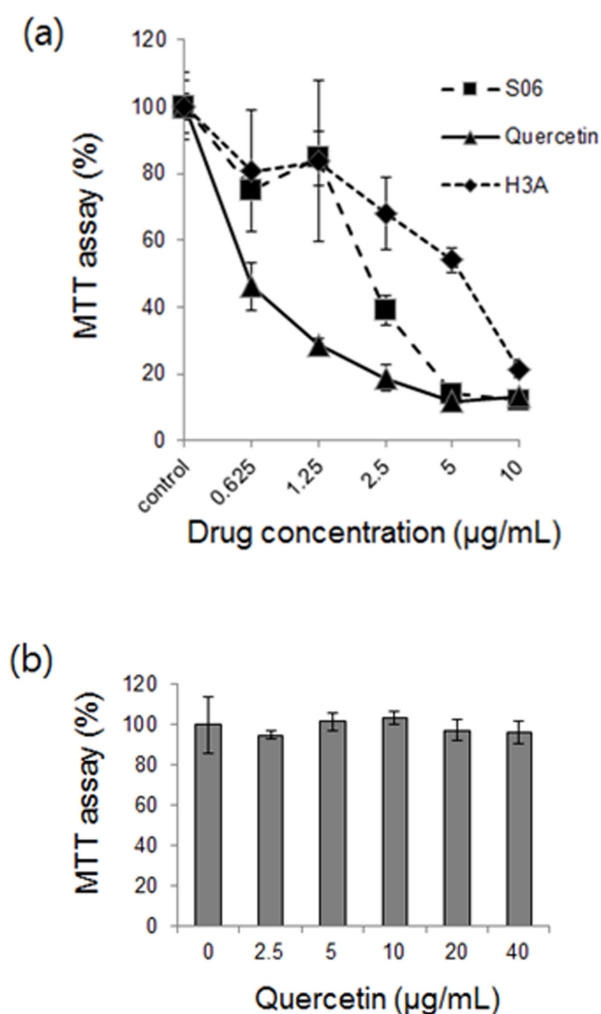 (a)
120
100
80
60
40
20
0
MTT assay (%)
S06
Quercetin
H3A
control
0.625
1.25
2.5
5
10
Drug concentration (µg/mL)
(b)
120
100
80
60
40
20
0
MTT assay (%)
0 2.5 5 10 20 40
Quercetin (µg/mL)